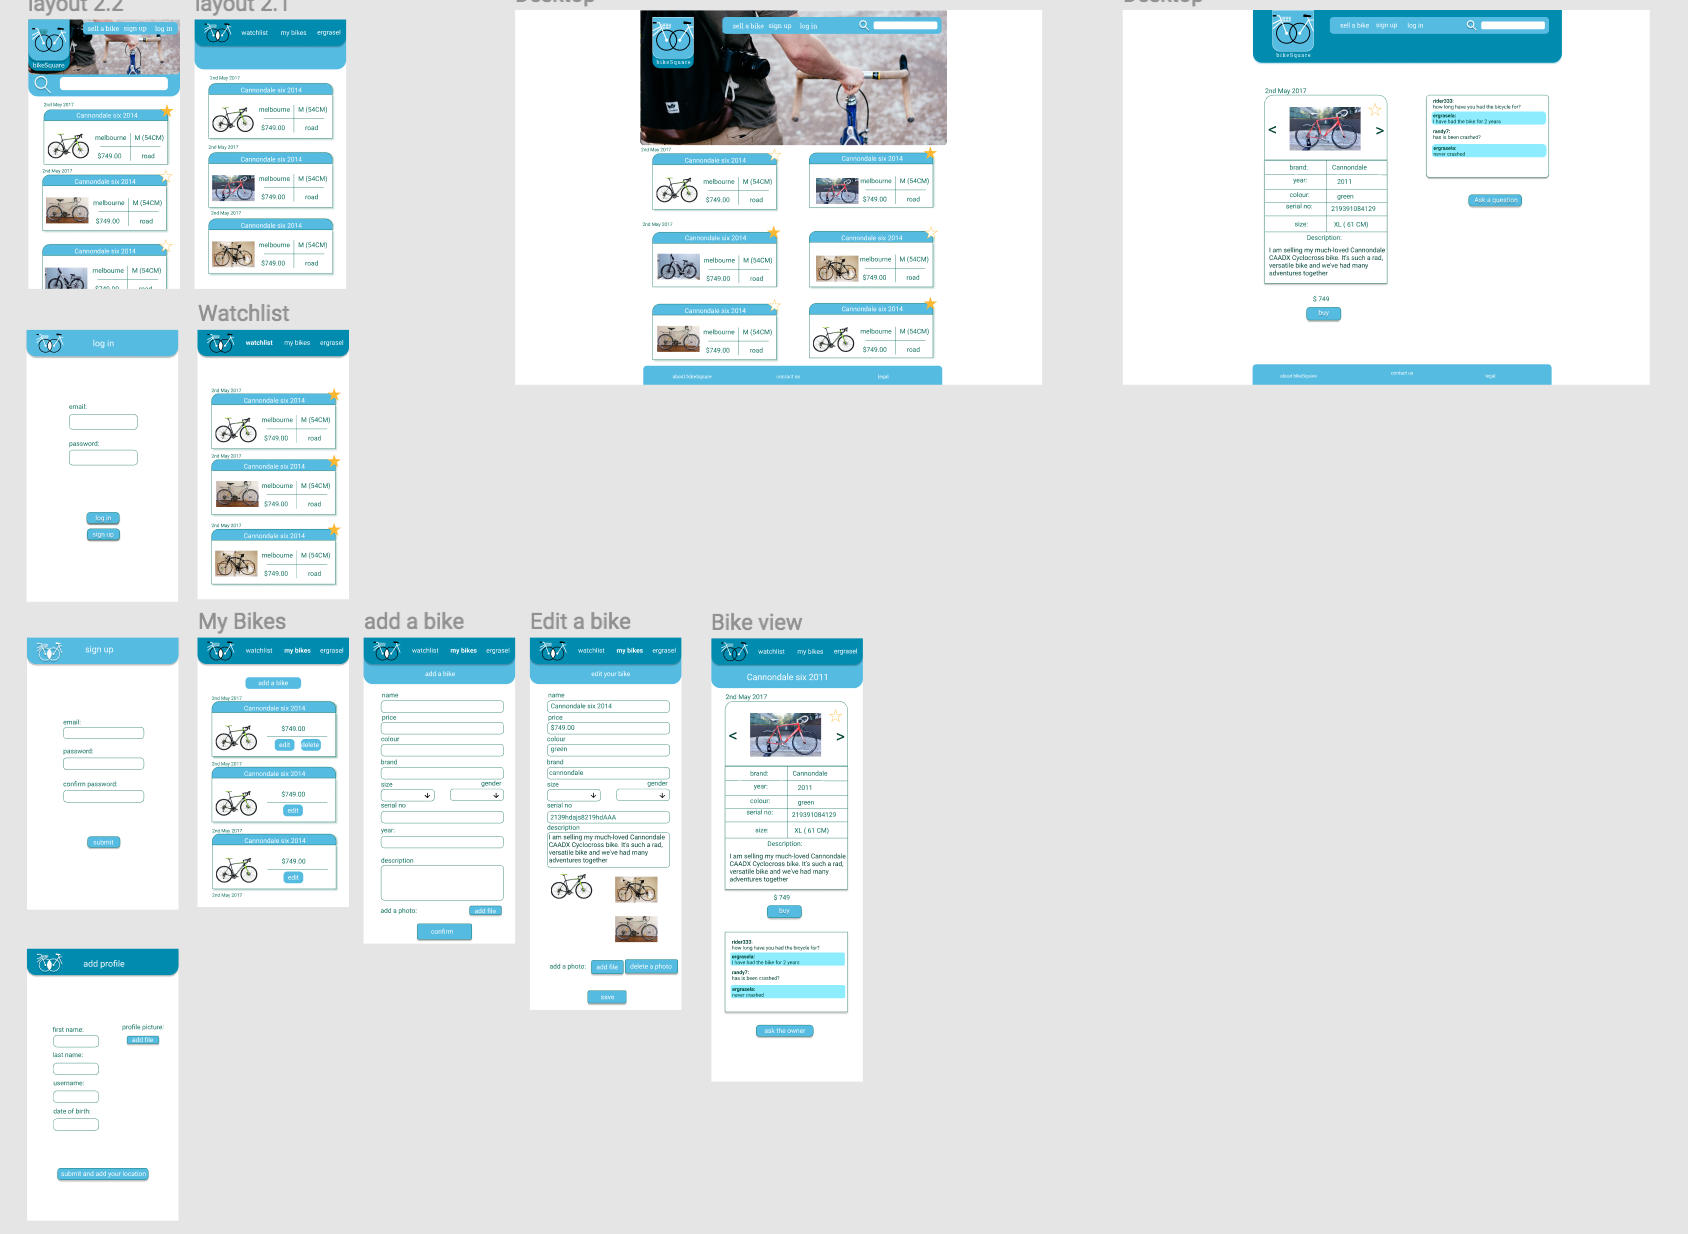 layout 2.2
sell a bike sign up log in
bikeSquare
2nd May 2017
Cannondale six 2014
melbourne M (54CM)
$749.00 road
2nd May 2017
Cannondale six 2014
melbourne M (54CM)
$749.00 road
Cannondale six 2014
melbourne M (54CM)
$749.00 road
layout 2.1
watchlist my bikes ergrasel
2nd May 2017
Cannondale six 2014
melbourne M (54CM)
$749.00 road
2nd May 2017
Cannondale six 2014
melbourne M (54CM)
$749.00 road
2nd May 2017
Cannondale six 2014
melbourne M (54CM)
$749.00 road
Desktop
sell a bike sign up log in
bikeSquare
2nd May 2017
Cannondale six 2014
melbourne M (54CM)
$749.00 road
Cannondale six 2014
melbourne M (54CM)
$749.00 road
2nd May 2017
Cannondale six 2014
melbourne M (54CM)
$749.00 road
Cannondale six 2014
melbourne M (54CM)
$749.00 road
Cannondale six 2014
melbourne M (54CM)
$749.00 road
Cannondale six 2014
melbourne M (54CM)
$749.00 road
about bikeSquare contact us legal
Desktop
sell a bike sign up log in
bikeSquare
2nd May 2017
< >
brand: Cannondale
year: 2011
colour: green
serial no: 219391084129
size: XL ( 61 CM)
Description:
I am selling my much-loved Cannondale
CAADX Cyclocross bike. It's such a rad,
versatile bike and we've had many
adventures together
$ 749
buy
rider333:
how long have you had the bicycle for?
ergrasela:
I have had the bike for 2 years
randy7:
has is been crashed?
ergrasela:
never crashed
Ask a question
about bikeSquare contact us legal
log in
email:
password:
log in
sign up
Watchlist
watchlist my bikes ergrasel
2nd May 2017
Cannondale six 2014
melbourne M (54CM)
$749.00 road
2nd May 2017
Cannondale six 2014
melbourne M (54CM)
$749.00 road
2nd May 2017
Cannondale six 2014
melbourne M (54CM)
$749.00 road
sign up
email:
password:
confirm password:
submit
My Bikes
watchlist my bikes ergrasel
add a bike
2nd May 2017
Cannondale six 2014
$749.00
edit delete
2nd May 2017
Cannondale six 2014
$749.00
edit
2nd May 2017
Cannondale six 2014
$749.00
edit
2nd May 2017
add a bike
watchlist my bikes ergrasel
add a bike
name
price
colour
brand
size gender
serial no
year:
description
add a photo: add file
confirm
Edit a bike
watchlist my bikes ergrasel
edit your bike
name
Cannondale six 2014
price
$749.00
colour
green
brand
cannondale
size gender
serial no
2139hdajs8219hdAAA
description
I am selling my much-loved Cannondale
CAADX Cyclocross bike. It's such a rad,
versatile bike and we've had many
adventures together
add a photo: add file delete a photo
save
Bike view
watchlist my bikes ergrasel
Cannondale six 2011
2nd May 2017
< >
brand: Cannondale
year: 2011
colour: green
serial no: 219391084129
size: XL ( 61 CM)
Description:
I am selling my much-loved Cannondale
CAADX Cyclocross bike. It's such a rad,
versatile bike and we've had many
adventures together
$ 749
buy
rider333:
how long have you had the bicycle for?
ergrasela:
I have had the bike for 2 years
randy7:
has is been crashed?
ergrasela:
never crashed
ask the owner
add profile
first name:
profile picture:
add file
last name:
username:
date of birth:
submit and add your location